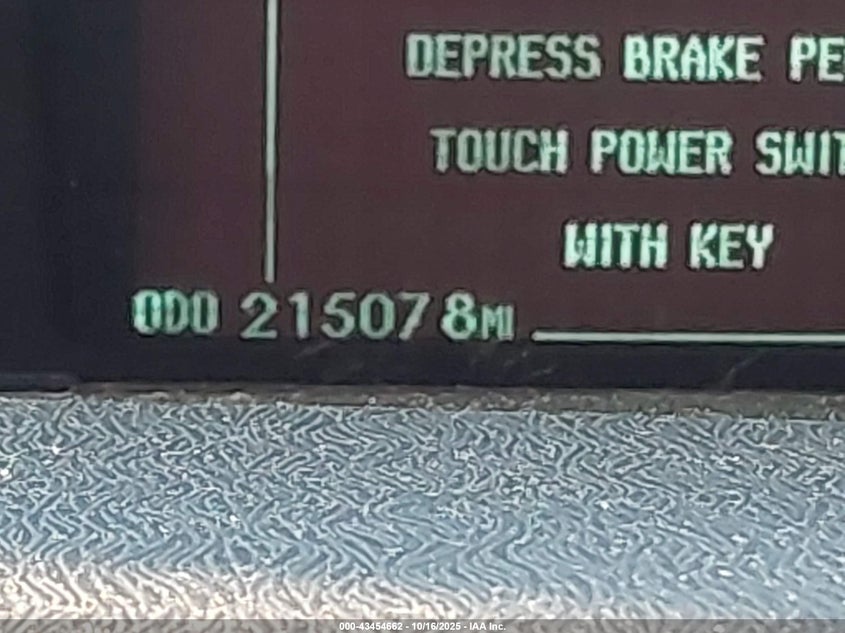 DEPRESS BRAKE PE
TOUCH POWER SWIT
WITH KEY
ODO 215078MI
000-43454662 - 10/16/2025 - IAA Inc.